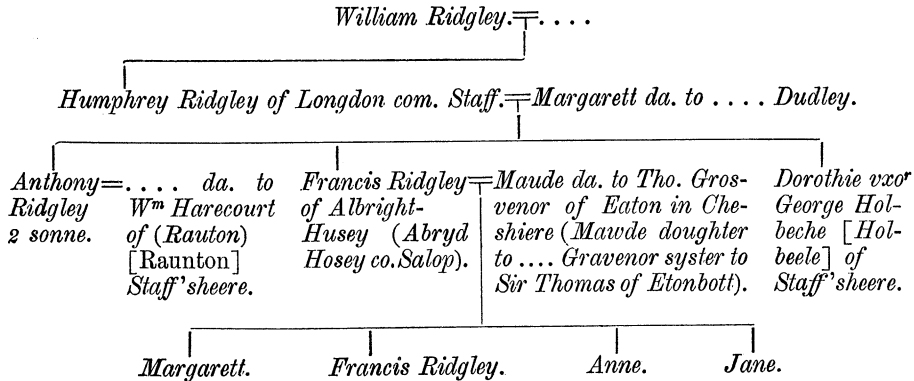 William Ridgley.=. . . .
Humphrey Ridgley of Longdon com. Staff.=Margarett da. to . . . . Dudley.
Anthony=. . . . da. to
Ridgley Wᵐ Harecourt
2 sonne. of (Rauton)
[Raunton]
Staff'sheere.
Francis Ridgley=
of Albright-
Husey (Abryd
Hosey co. Salop).
Maude da. to Tho. Gros-
venor of Eaton in Che-
shiere (Mawde doughter
to .... Gravenor syster to
Sir Thomas of Etonbott).
Dorothie vxoʳ
George Hol-
beche [Hol-
beele] of
Staff'sheere.
Margarett. Francis Ridgley. Anne. Jane.